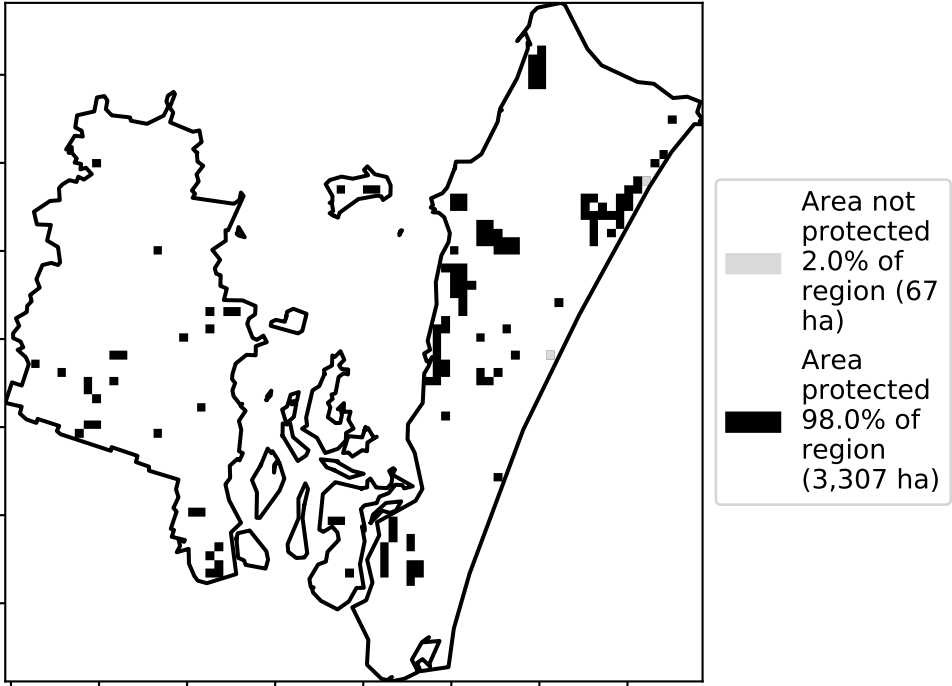 Area not
protected
2.0% of
region (67
ha)
Area
protected
98.0% of
region
(3,307 ha)